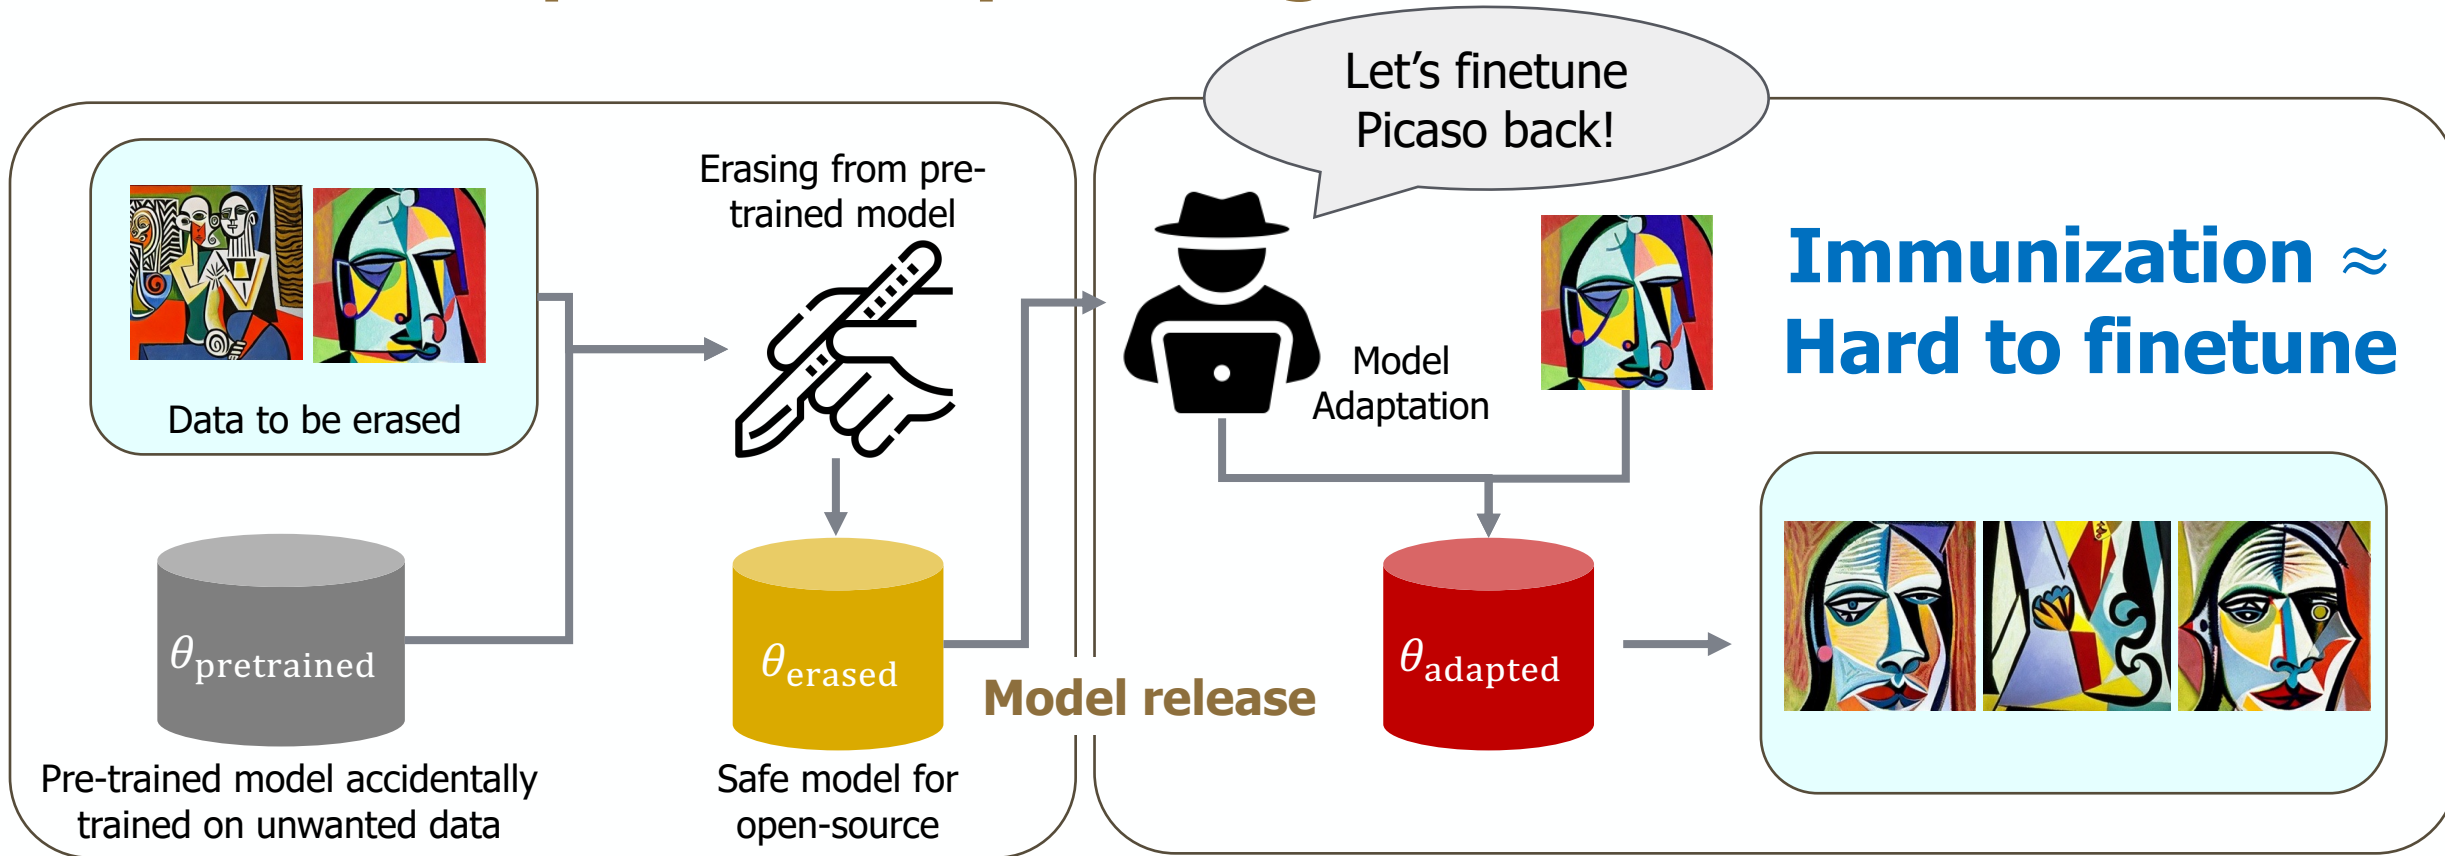 Let's finetune
Picaso back!
Erasing from pre-
trained model
Data to be erased
Immunization ≈
Hard to finetune
Model
Adaptation
θpretrained
θerased
θadapted
Model release
Pre-trained model accidentally
trained on unwanted data
Safe model for
open-source